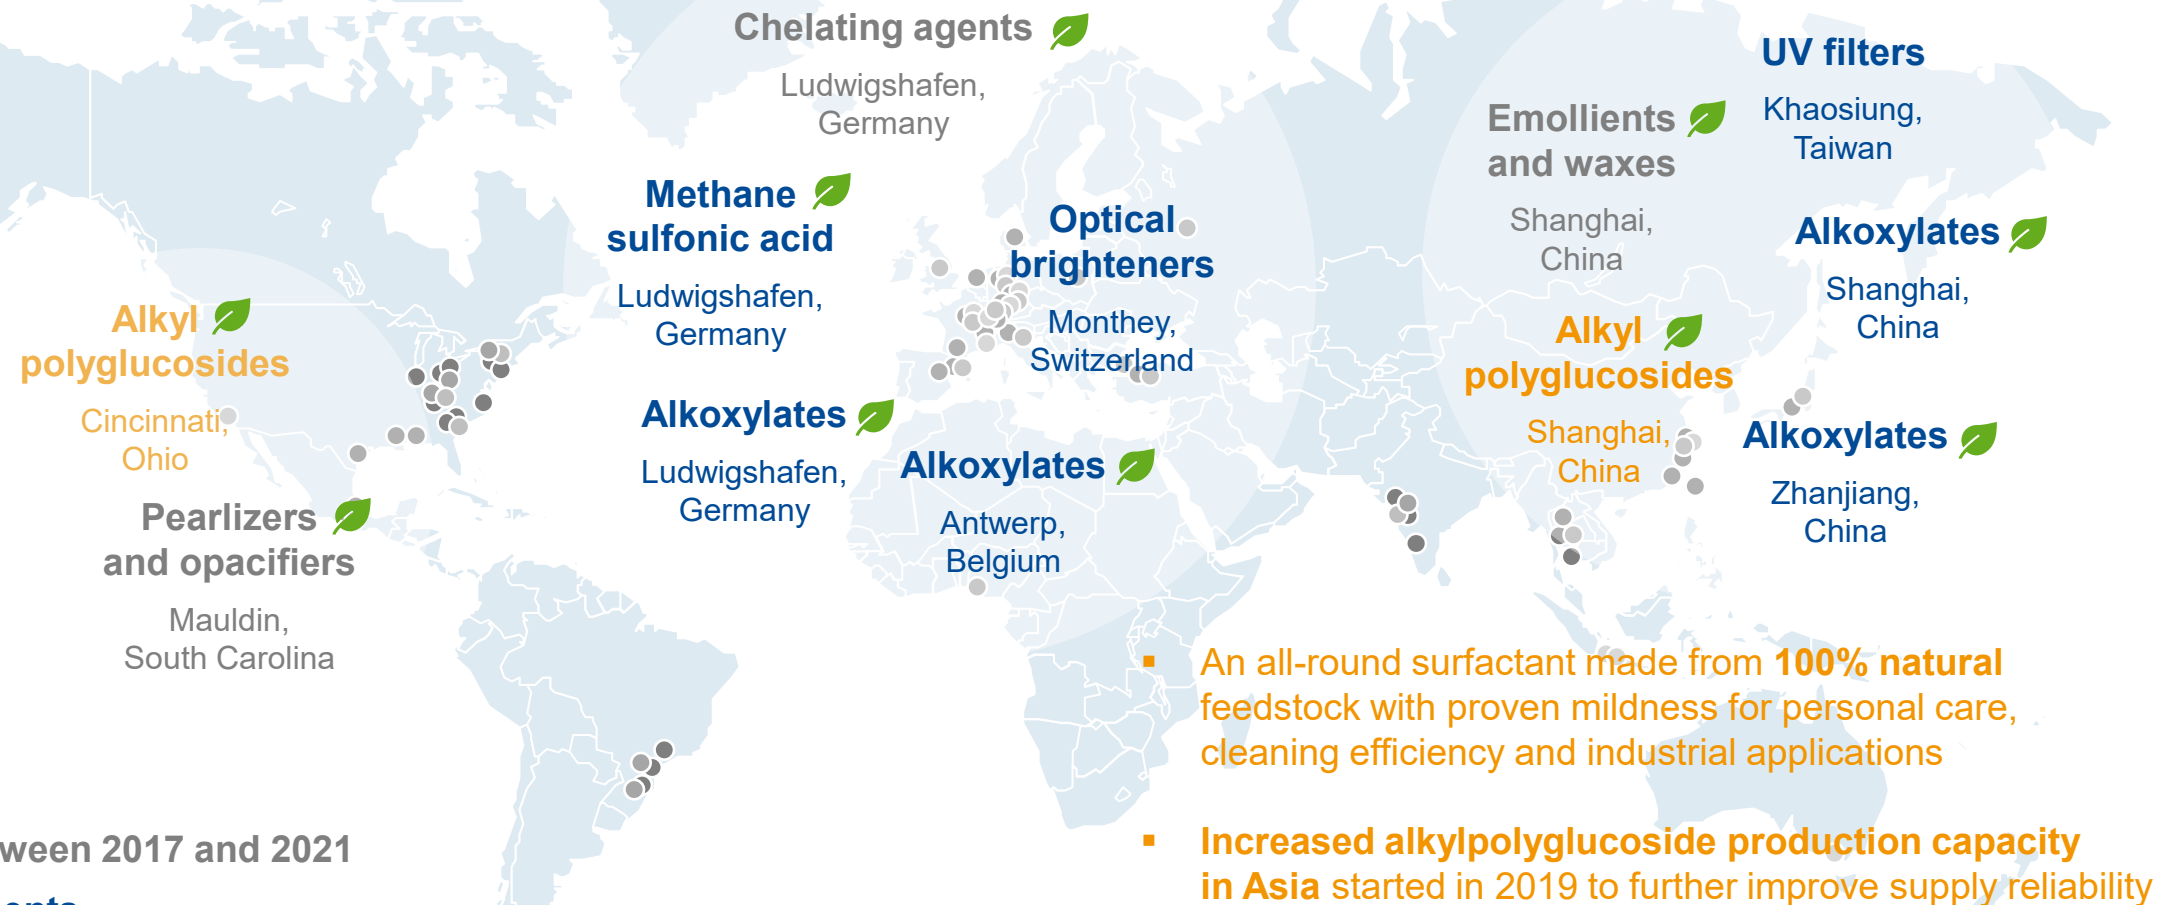 Chelating agents
Ludwigshafen,
Germany
UV filters
Khaosiung,
Taiwan
Emollients
and waxes
Shanghai,
China
Methane
sulfonic acid
Ludwigshafen,
Germany
Optical
brighteners
Monthey,
Switzerland
Alkoxylates
Shanghai,
China
Alkyl
polyglucosides
Cincinnati,
Ohio
Alkyl
polyglucosides
Shanghai,
China
Alkoxylates
Ludwigshafen,
Germany
Alkoxylates
Antwerp,
Belgium
Alkoxylates
Zhanjiang,
China
Pearlizers
and opacifiers
Mauldin,
South Carolina
▪ An all-round surfactant made from 100% natural
feedstock with proven mildness for personal care,
cleaning efficiency and industrial applications
▪ Increased alkylpolyglucoside production capacity
in Asia started in 2019 to further improve supply reliability
ween 2017 and 2021